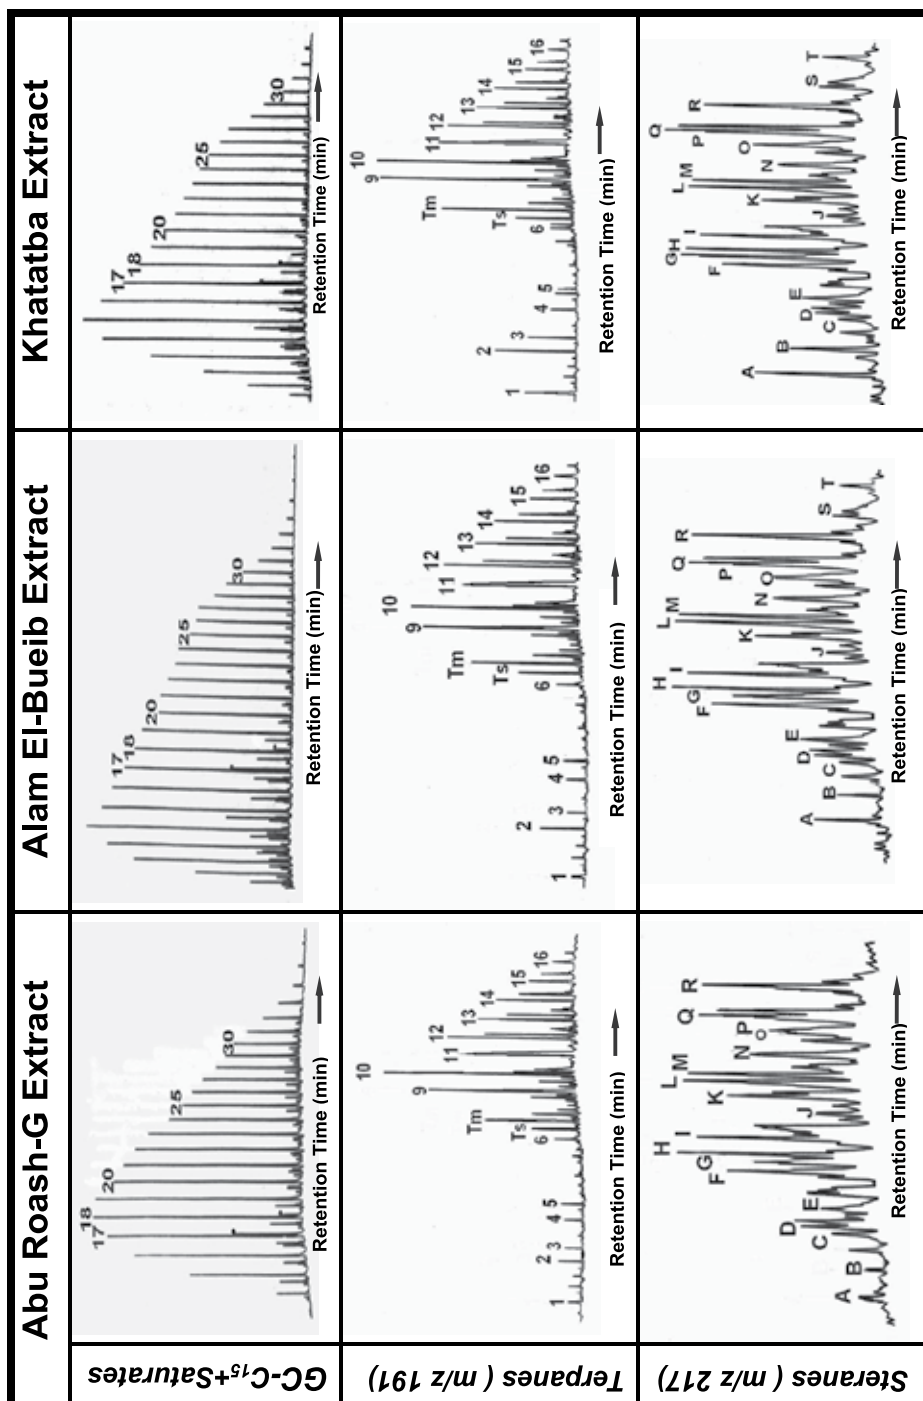 Abu Roash-G Extract
Alam El-Bueib Extract
Khatatba Extract
GC-C15+Saturates
17 18 20 25 30
Retention Time (min)
17 18 20 25 30
Retention Time (min)
17 18 20 25 30
Retention Time (min)
Terpanes ( m/z 191)
1 2 3 4 5 6 Ts Tm 9 10 11 12 13 14 15 16
Retention Time (min)
1 2 3 4 5 6 Ts Tm 9 10 11 12 13 14 15 16
Retention Time (min)
1 2 3 4 5 6 Ts Tm 9 10 11 12 13 14 15 16
Retention Time (min)
Steranes ( m/z 217)
A B C D E F G H I J K L M N O P Q R
Retention Time (min)
A B C D E F G H I J K L M N O P Q R S T
Retention Time (min)
A B C D E F G H I J K L M N O P Q R S T
Retention Time (min)